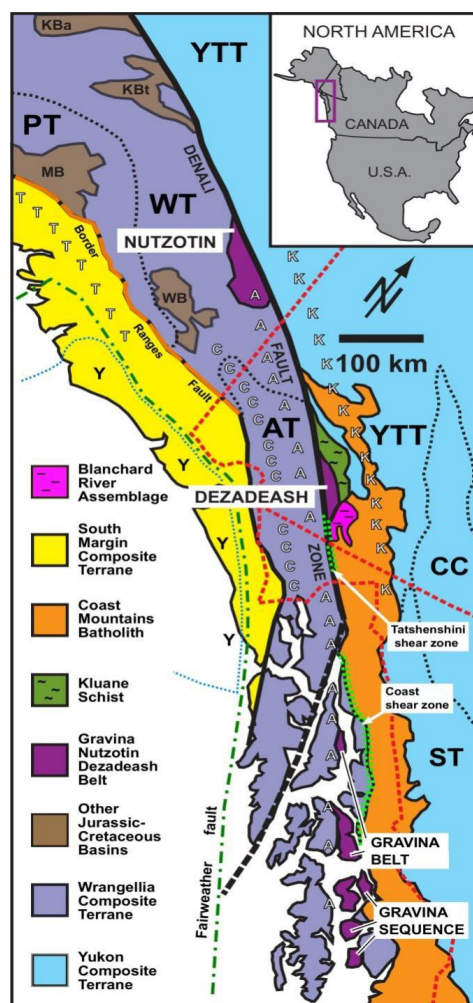 KBa
YTT
NORTH AMERICA
CANADA
U.S.A.
KBt
PT
DENALI
MB
WT
NUTZOTIN
T
T
T
T
T
T
Border
Ranges
Fault
WB
A
K
K
K
K
K
K
N
100 km
FAULT
A
A
A
A
A
C
C
C
C
C
C
C
C
C
C
C
C
Y
AT
YTT
K
K
K
K
K
K
Blanchard
River
Assemblage
Y
DEZADEASH
South
Margin
Composite
Terrane
Y
ZONE
A
A
A
CC
Tatshenshini
shear zone
Coast
Mountains
Batholith
Y
Coast
shear zone
Kluane
Schist
ST
Gravina
Nutzotin
Dezadeash
Belt
A
A
A
Fairweather fault
GRAVINA
BELT
Other
Jurassic-
Cretaceous
Basins
A
GRAVINA
SEQUENCE
Wrangellia
Composite
Terrane
A
Yukon
Composite
Terrane